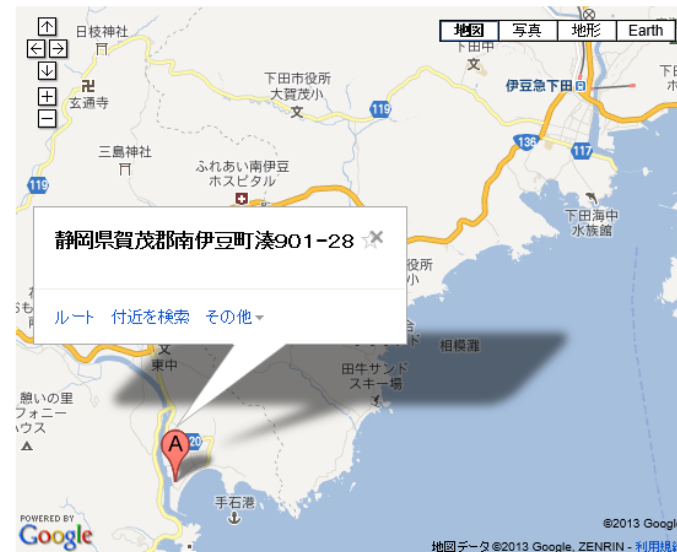 日枝神社
地図
写真
地形
Earth
下田中
文
玄通寺
下田市役所
大賀茂小
文
119
伊豆急下田
三島神社
136
117
119
ふれあい南伊豆
ホスピタル
下田海中
水族館
静岡県賀茂郡南伊豆町湊901-28
役所
小
ルート 付近を検索 その他
相模灘
文
東中
田牛サンド
スキー場
憩いの里
フォニー
ハウス
A
20
手石港
POWERED BY
Google
©2013 Google
地図データ ©2013 Google, ZENRIN - 利用規約